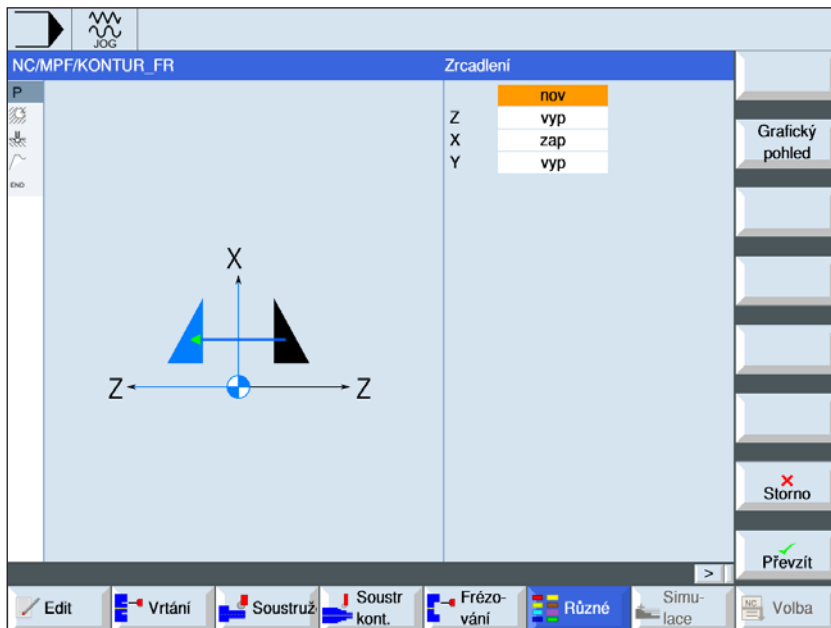 JOG
NC/MPF/KONTUR_FR
Zrcadlení
P
END
nov
Z vyp
X zap
Y vyp
X
Z
Z
Grafický
pohled
Storno
Převzít
>
Edit
Vrtání
Soustruž
Soustr
kont.
Frézo-
vání
Různé
Simu-
lace
NC
Volba